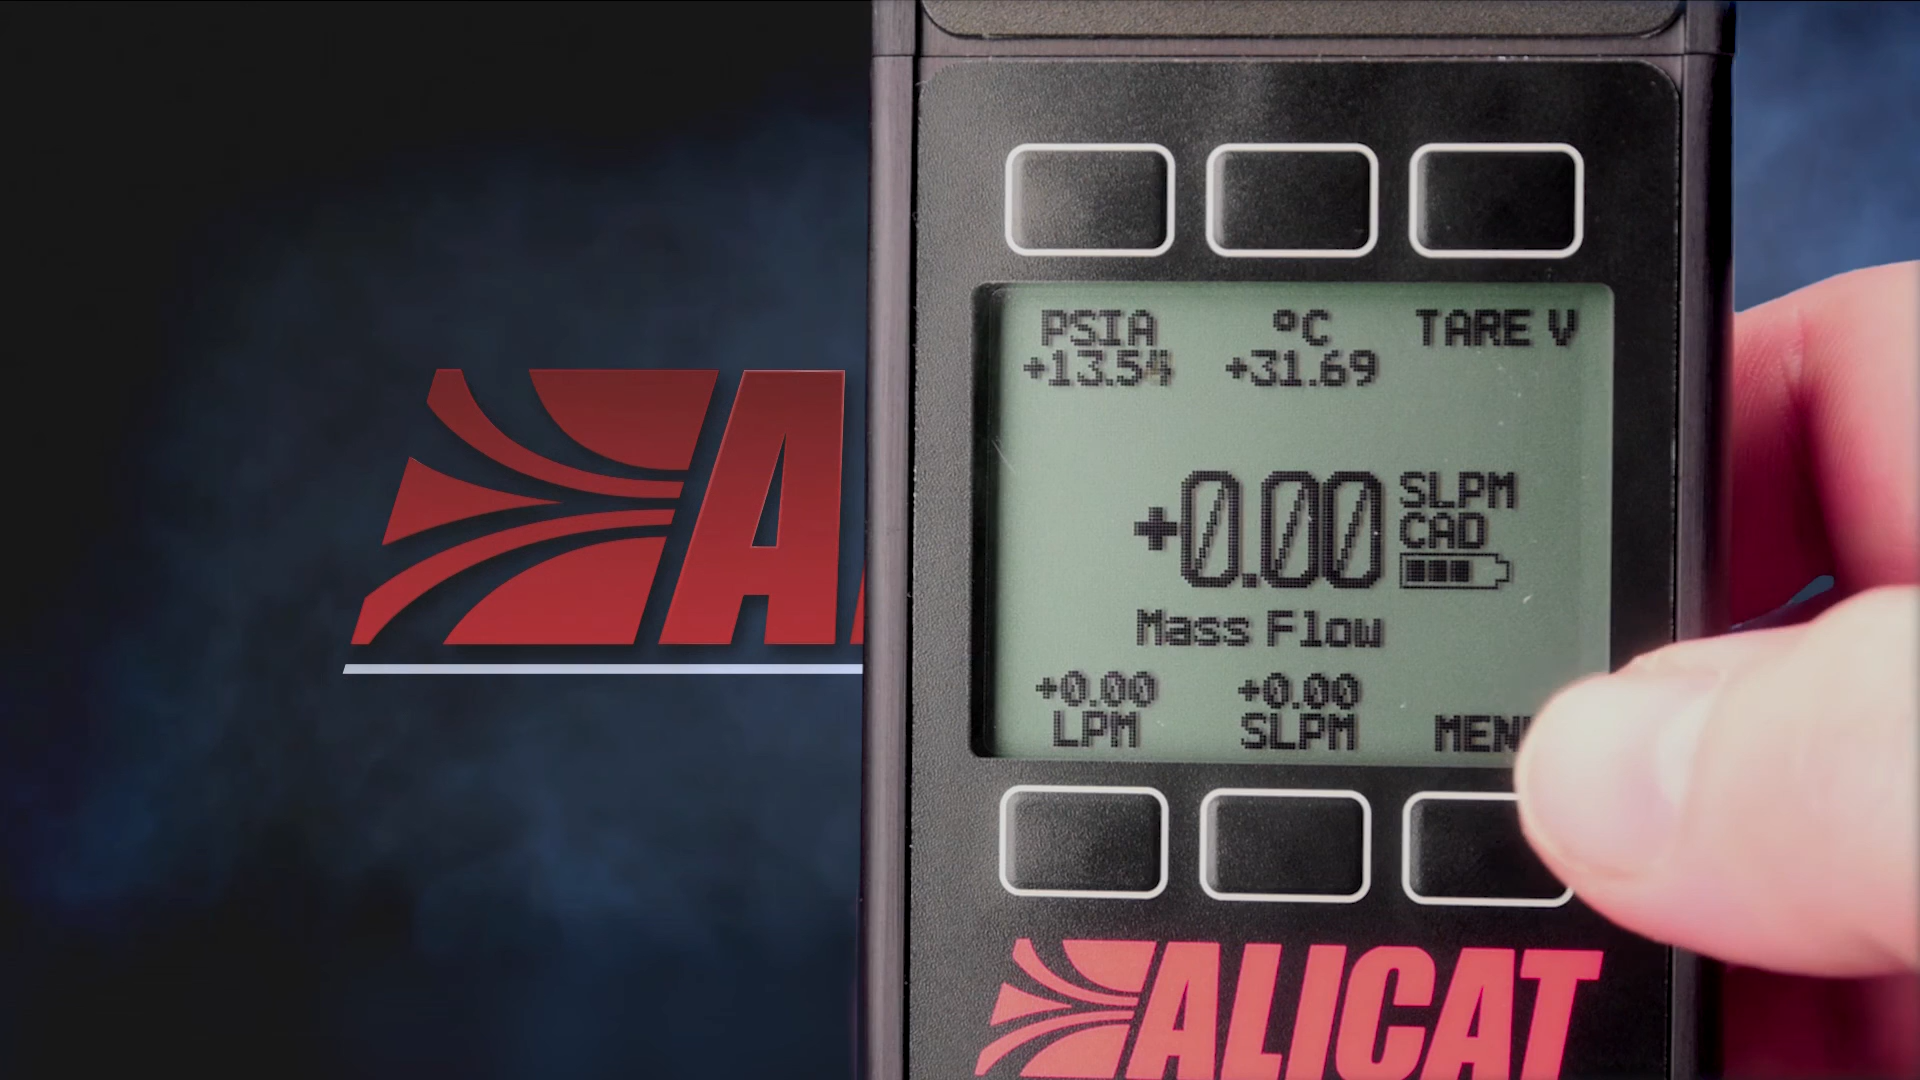 PSIA °C TARE V
+13.54 +31.69
+0.00 SLPM
CAD
Mass Flow
+0.00 +0.00
LPM SLPM MEN
ALICAT
A